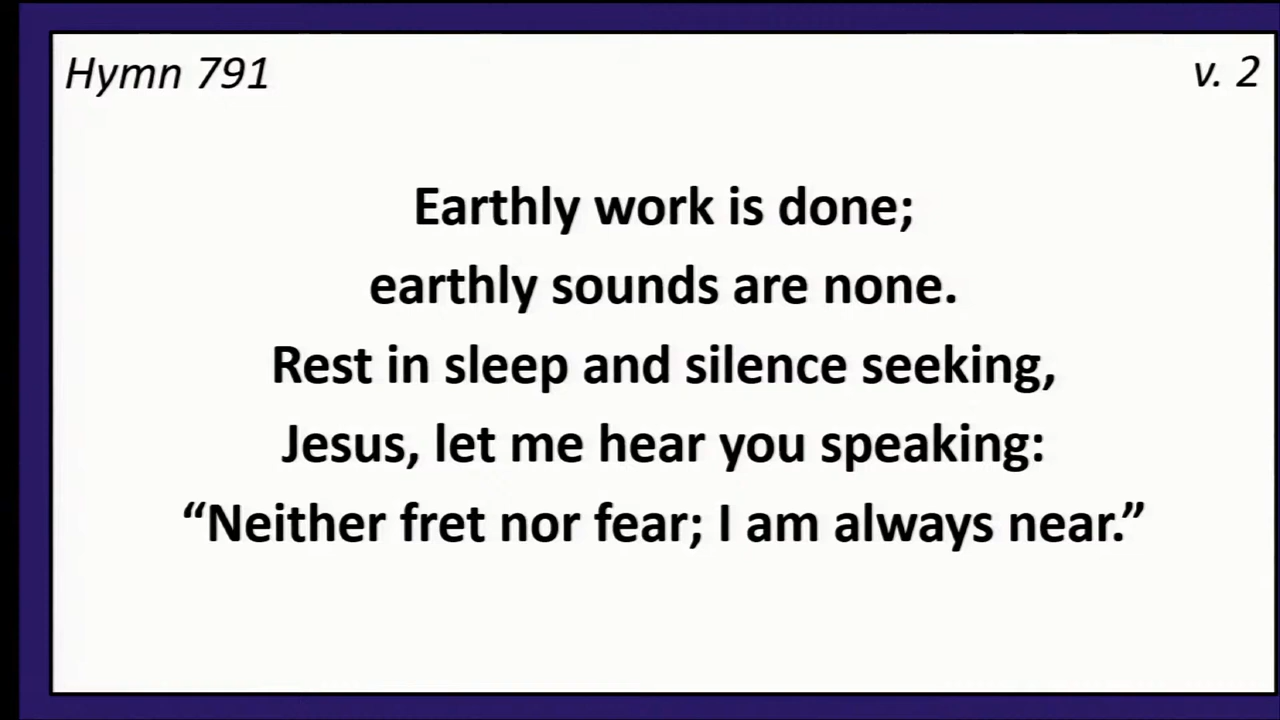 Hymn 791
v. 2
Earthly work is done;
earthly sounds are none.
Rest in sleep and silence seeking,
Jesus, let me hear you speaking:
“Neither fret nor fear; I am always near.”